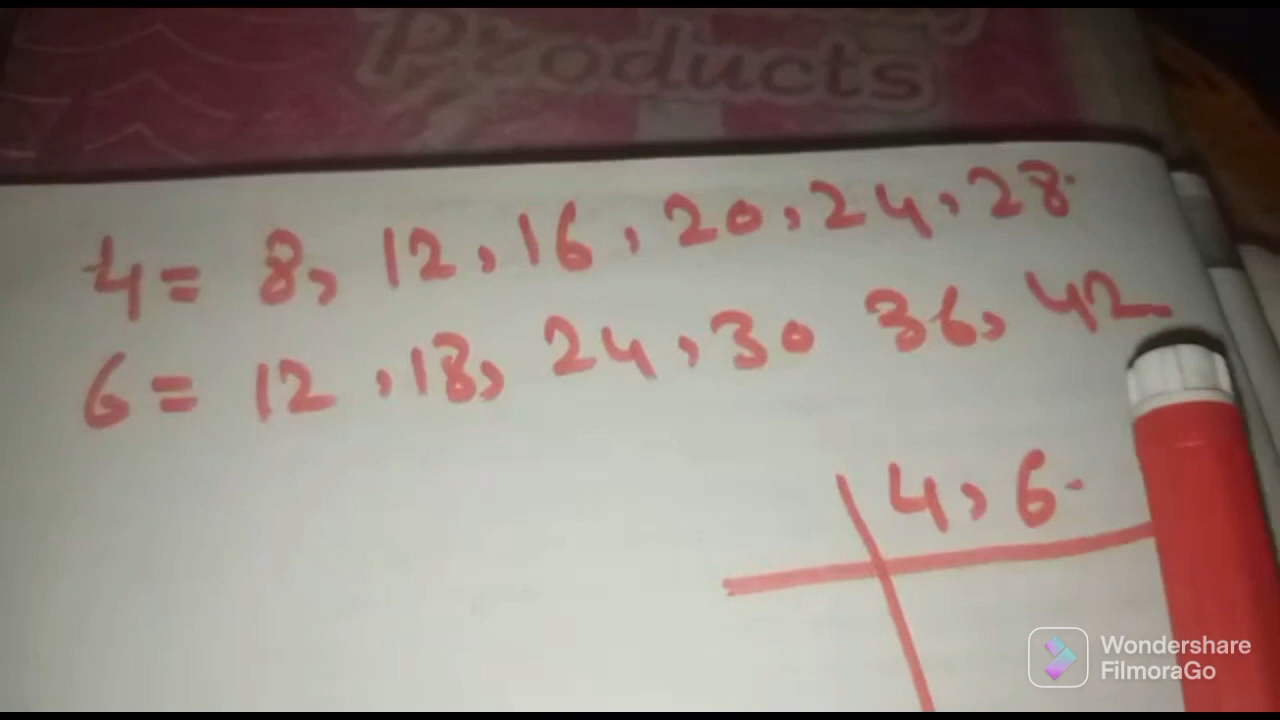 Products
4 = 8, 12, 16, 20, 24, 28.
6 = 12, 18, 24, 30 36, 42
4, 6.
Wondershare
FilmoraGo